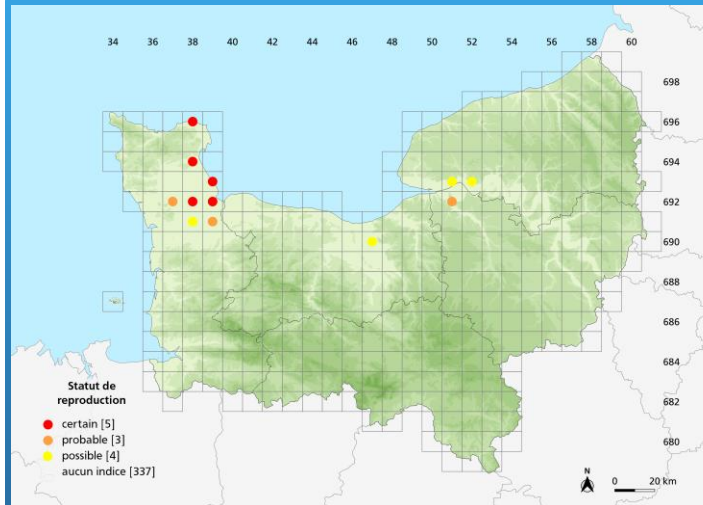 34 36 38 40 42 44 46 48 50 52 54 56 58 60
698
696
694
692
690
688
686
684
682
680
Statut de
reproduction
certain [5]
probable [3]
possible [4]
aucun indice [337]
N
0 20 km